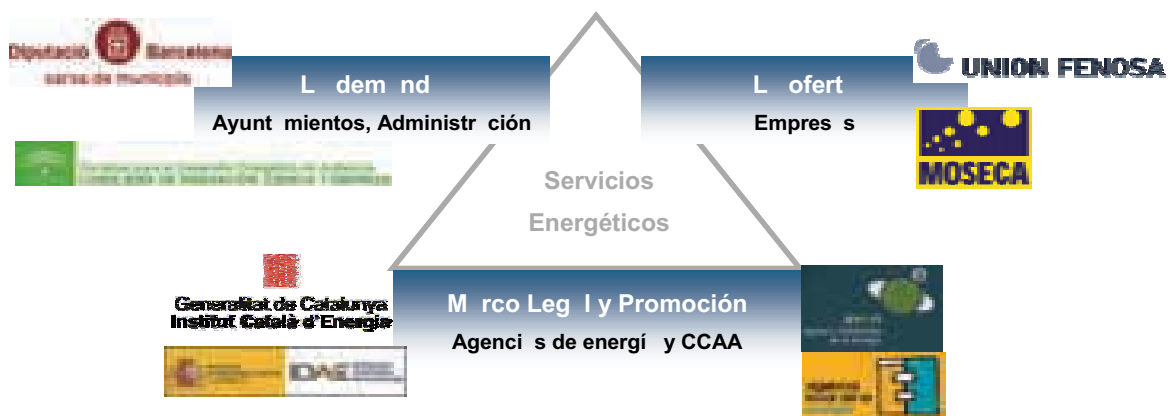 Diputació Barcelona
xarxa de municipis
L dem nd
Ayunt mientos, Administr ción
L ofert
Empres s
UNION FENOSA
MOSECA
Servicios
Energéticos
Generalitat de Catalunya
Institut Català d'Energia
M rco Leg l y Promoción
Agenci s de energí y CCAA
IDAE